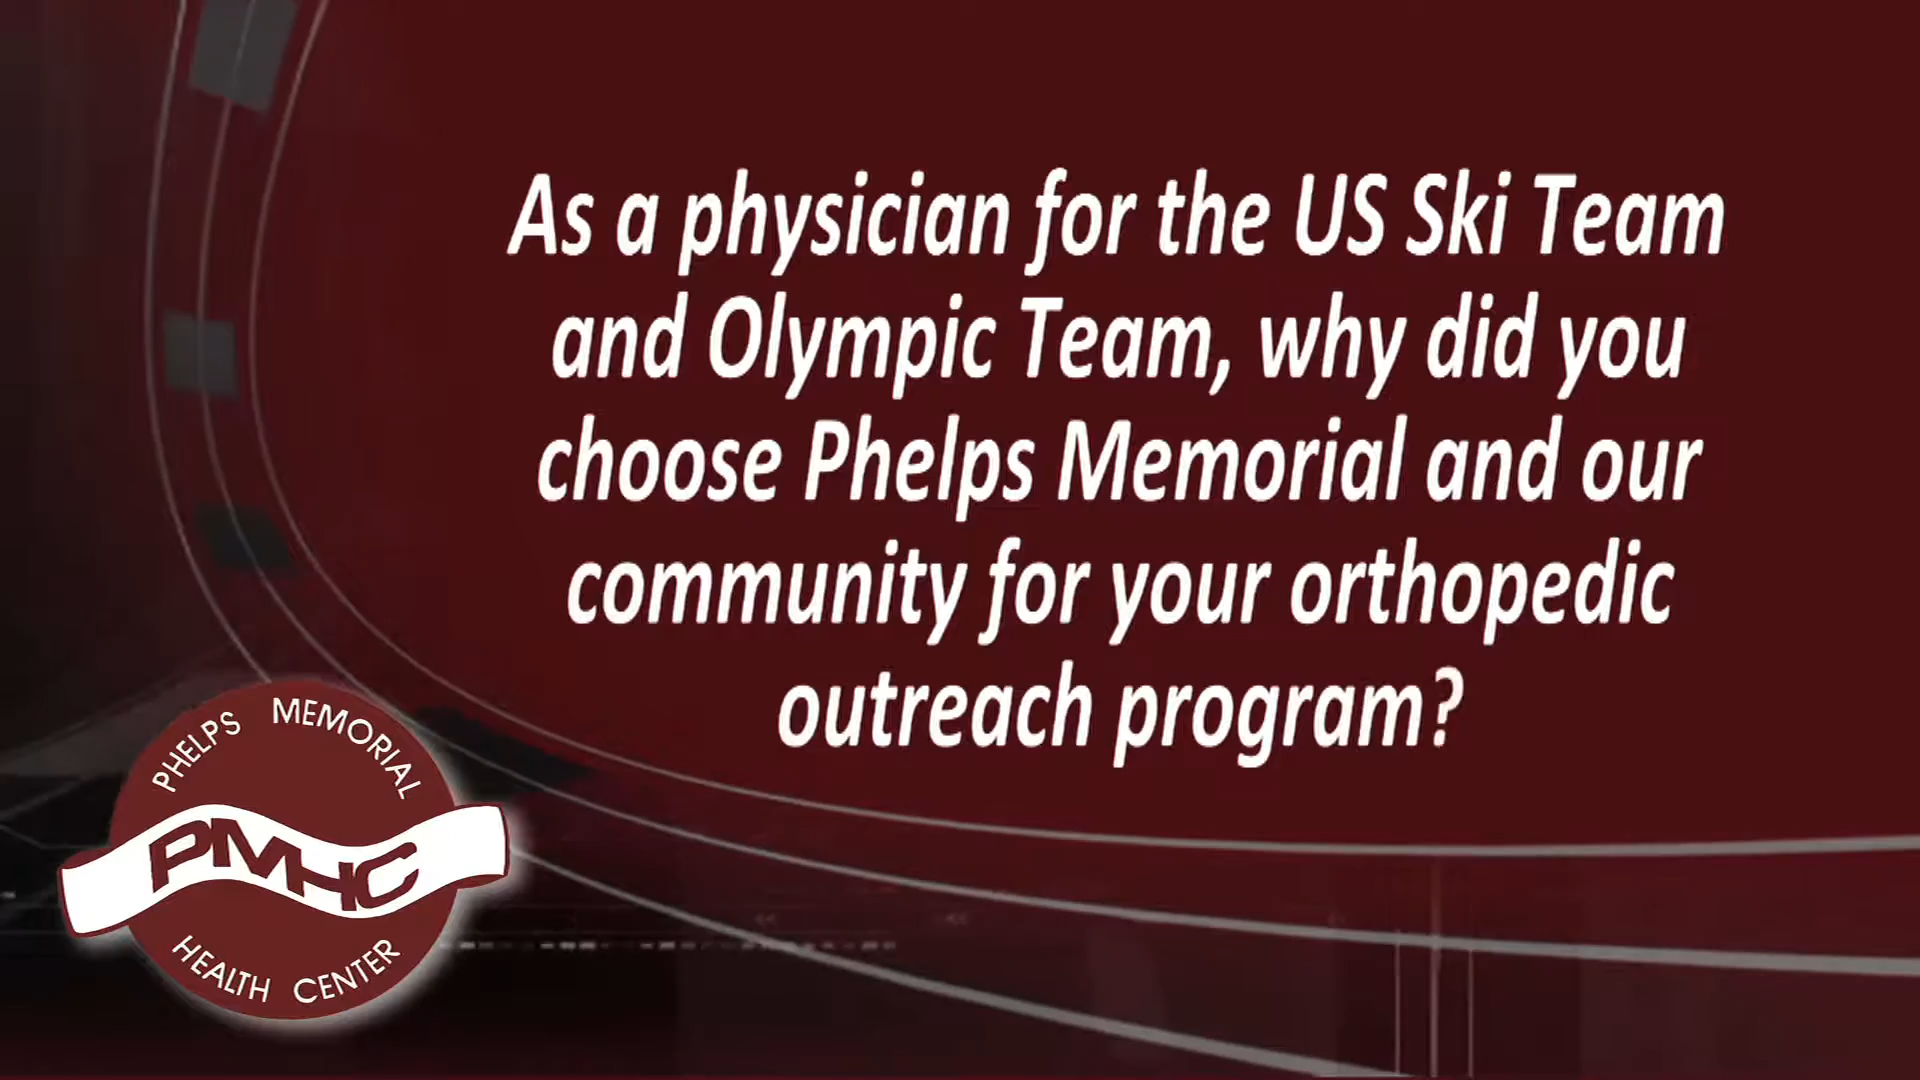 As a physician for the US Ski Team
and Olympic Team, why did you
choose Phelps Memorial and our
community for your orthopedic
outreach program?
PHELPS MEMORIAL
PMHC
HEALTH CENTER